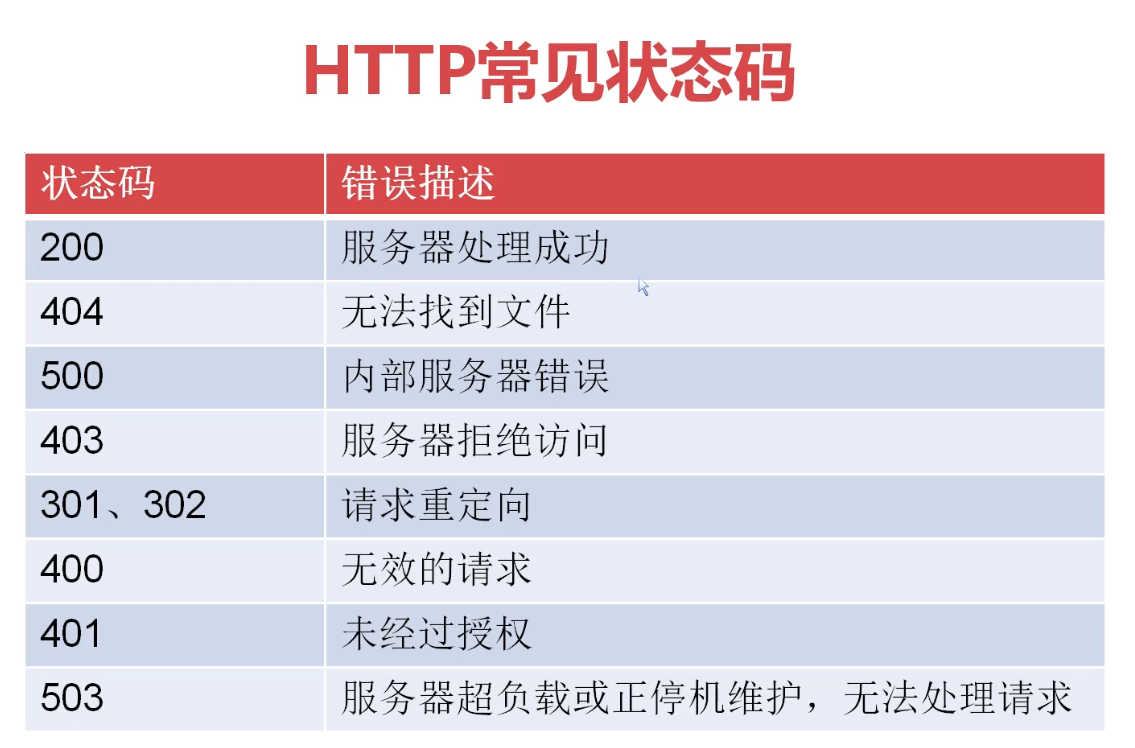 HTTP常见状态码
状态码 错误描述
200 服务器处理成功
404 无法找到文件
500 内部服务器错误
403 服务器拒绝访问
301、302 请求重定向
400 无效的请求
401 未经过授权
503 服务器超负载或正停机维护，无法处理请求